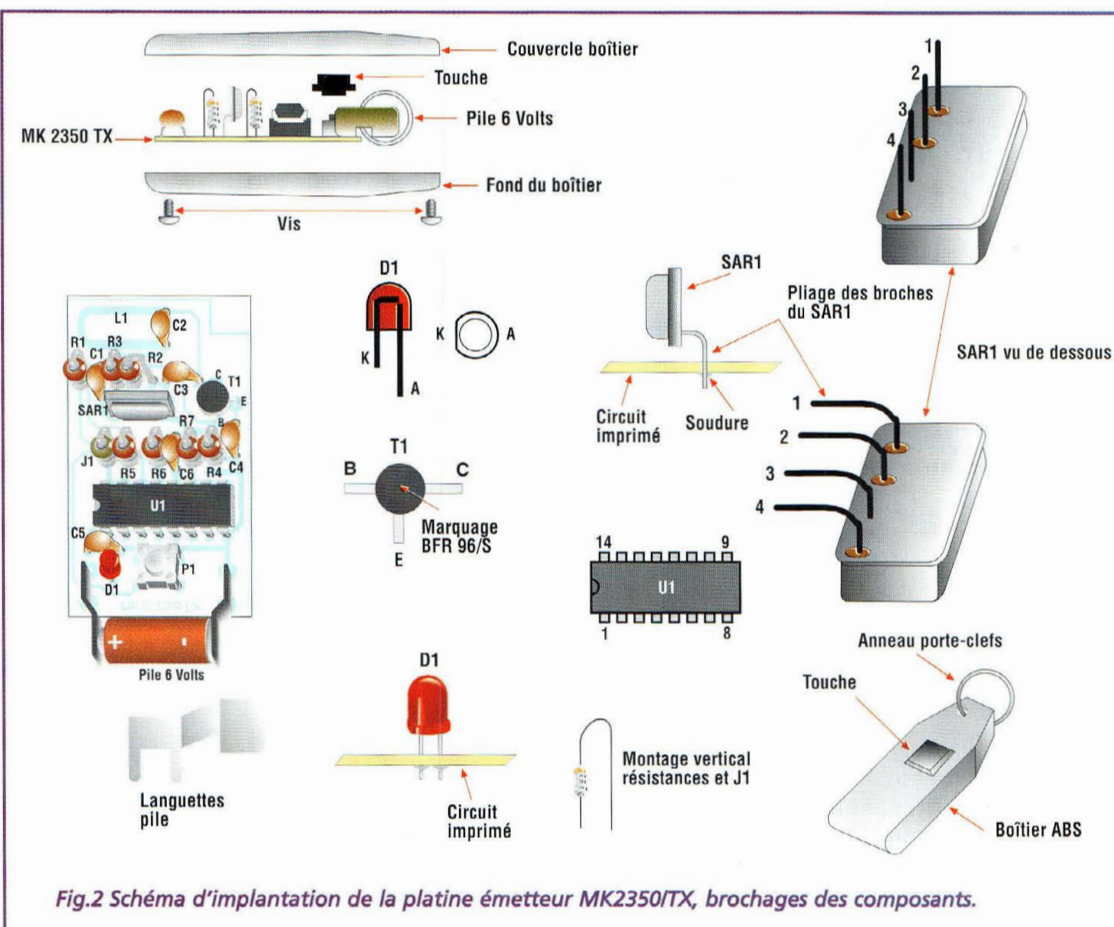 Couvercle boîtier
Touche
Pile 6 Volts
MK 2350 TX
Fond du boîtier
Vis
1
2
3
4
D1
K
A
K
A
SAR1
Pliage des broches
du SAR1
SAR1 vu de dessous
Circuit
imprimé
Soudure
1
2
3
4
L1
C2
R1
C1
R3
R2
C3
C
T1
E
SAR1
R7
B
J1
R5
R6
C6
R4
C4
U1
C5
P1
D1
+
-
Pile 6 Volts
T1
B
C
E
Marquage
BFR 96/S
14
9
U1
1
8
Anneau porte-clefs
Touche
Boîtier ABS
Languettes
pile
D1
Circuit
imprimé
Montage vertical
résistances et J1
Fig.2 Schéma d'implantation de la platine émetteur MK2350/TX, brochages des composants.